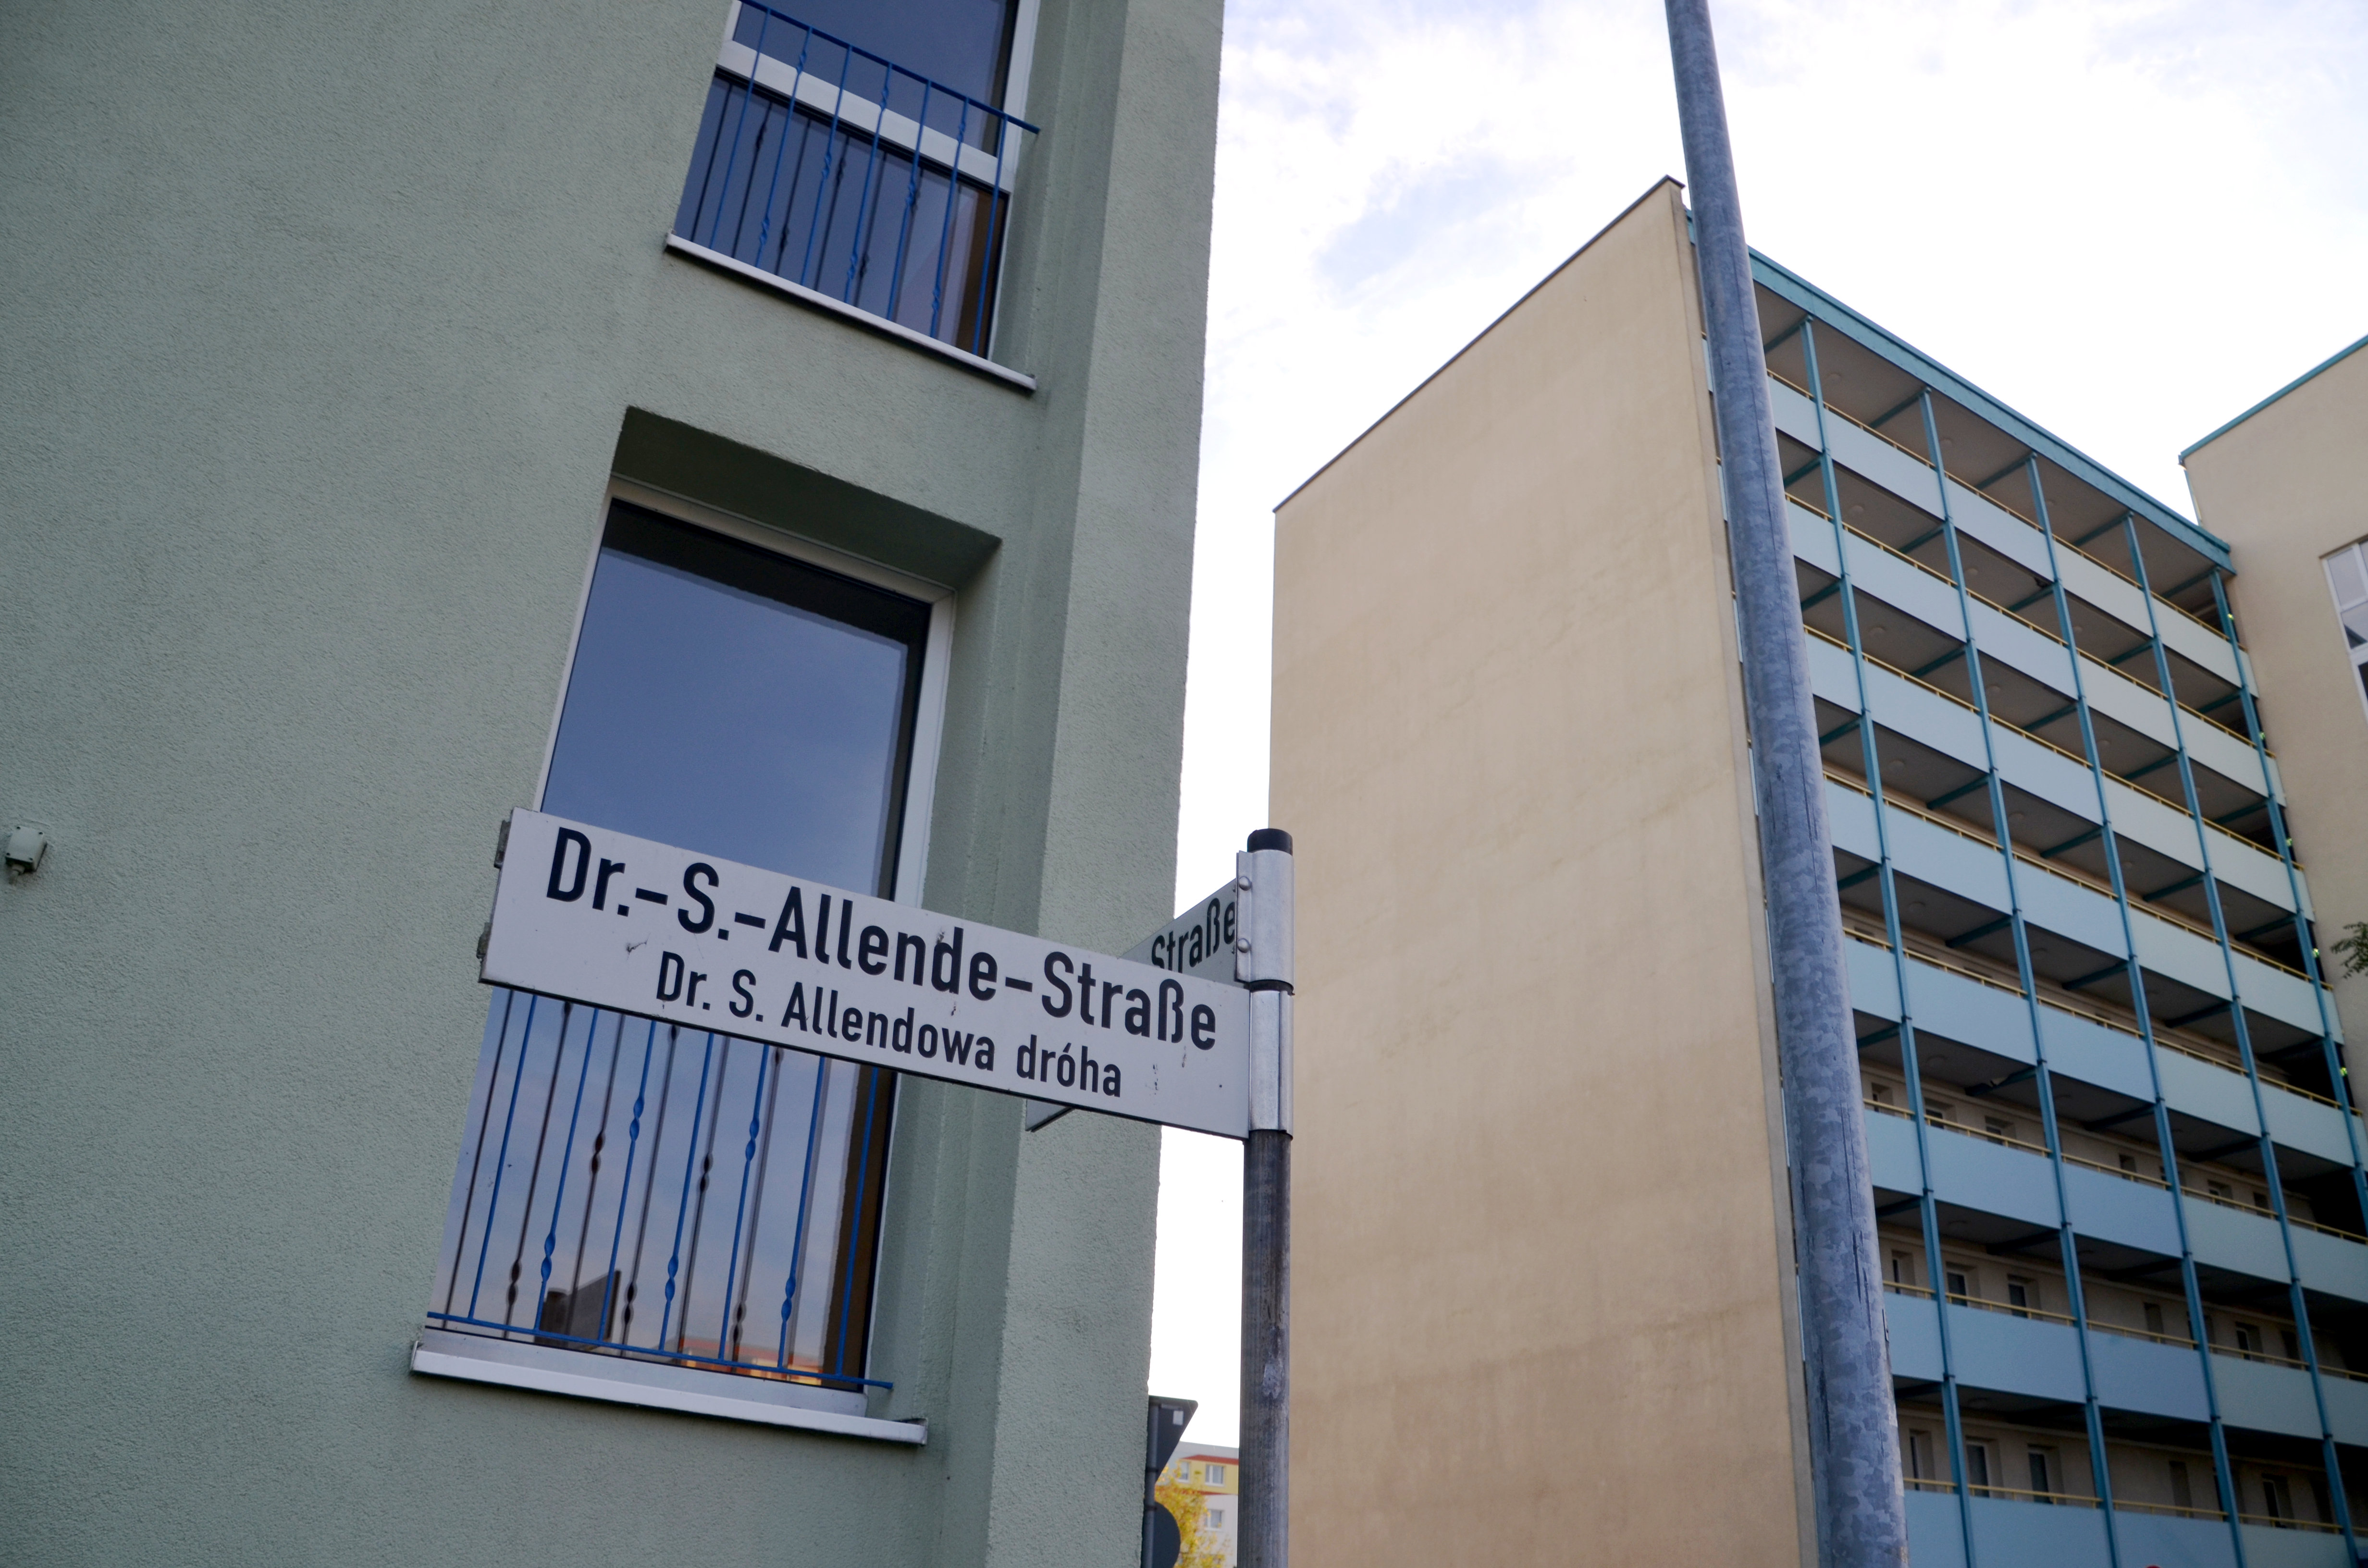 Dr.-S.-Allende-Straße
Dr. S. Allendowa dróha
Straße